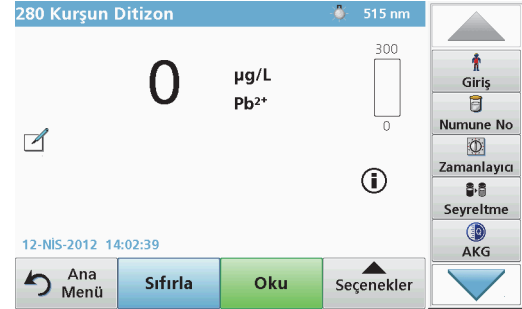 280 Kurşun Ditizon
515 nm
0
µg/L
Pb²⁺
300
0
12-NİS-2012 14:02:39
Ana
Menü
Sıfırla
Oku
Seçenekler
Giriş
Numune No
Zamanlayıcı
Seyreltme
AKG